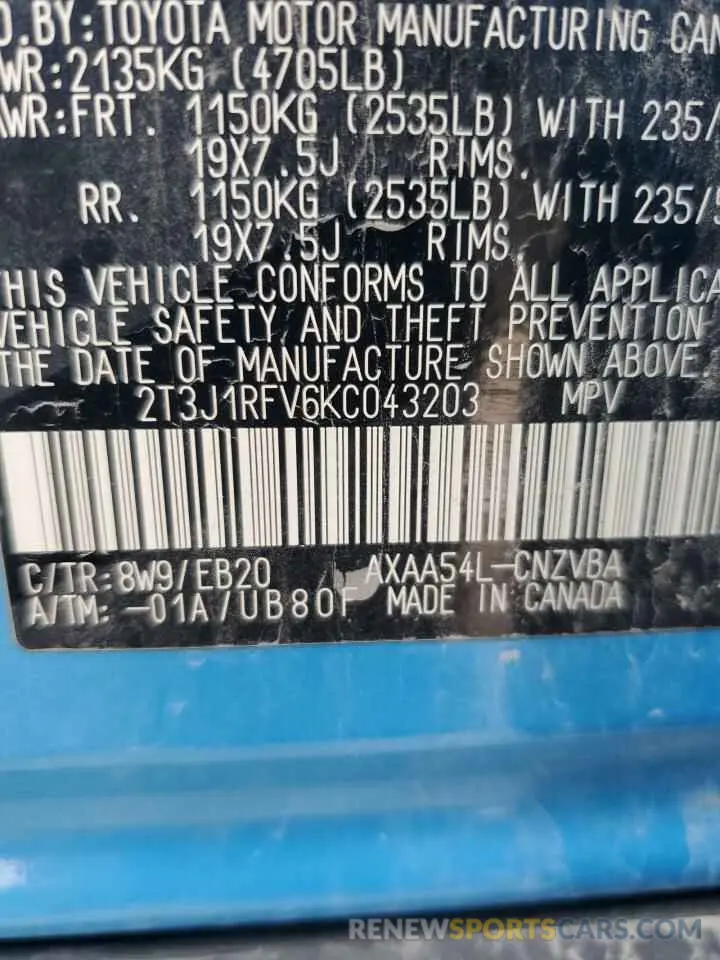 D.BY:TOYOTA MOTOR MANUFACTURING CAN
WR:2135KG (4705LB)
WR:FRT. 1150KG (2535LB) WITH 235/
19X7.5J RIMS.
RR. 1150KG (2535LB) WITH 235/
19X7.5J RIMS.
THIS VEHICLE CONFORMS TO ALL APPLICA
VEHICLE SAFETY AND THEFT PREVENTION
THE DATE OF MANUFACTURE SHOWN ABOVE.
2T3J1RFV6KC043203 MPV
C/TR:8W9/EB20 AXAA54L-CNZVBA
A/TM:-01A/UB80F MADE IN CANADA
RENEWSPORTSCARS.COM